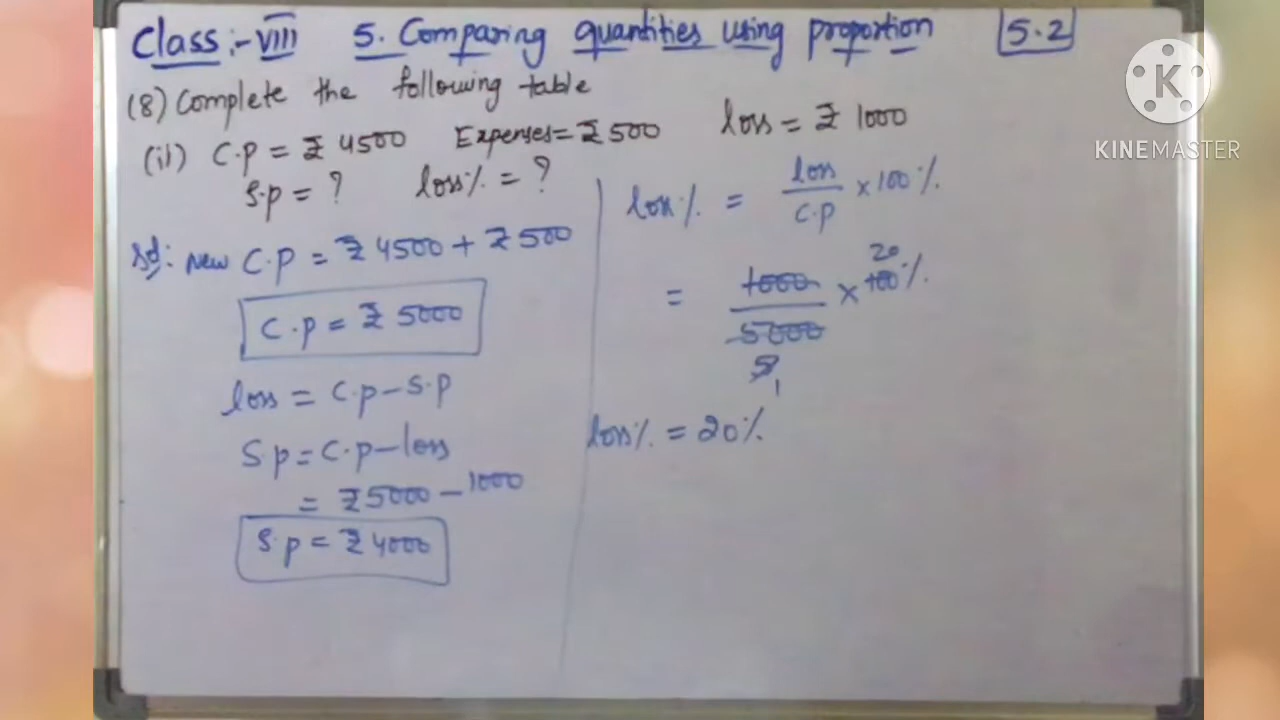 Class:- VIII 5. Comparing quantities using proportion 5.2
(8) Complete the following table
(ii) C.p = ₹ 4500 Expenses = ₹ 500 loss = ₹ 1000
S.p = ? loss% = ?
Sol: new C.p = ₹ 4500 + ₹ 500
C.p = ₹ 5000
loss = C.p - S.p
S p = C.p - loss
= ₹ 5000 - 1000
S.p = ₹ 4000
loss% = loss/C.p × 100%
= 1000/5000 × 100%
20
5
1
loss% = 20%
K
KINEMASTER